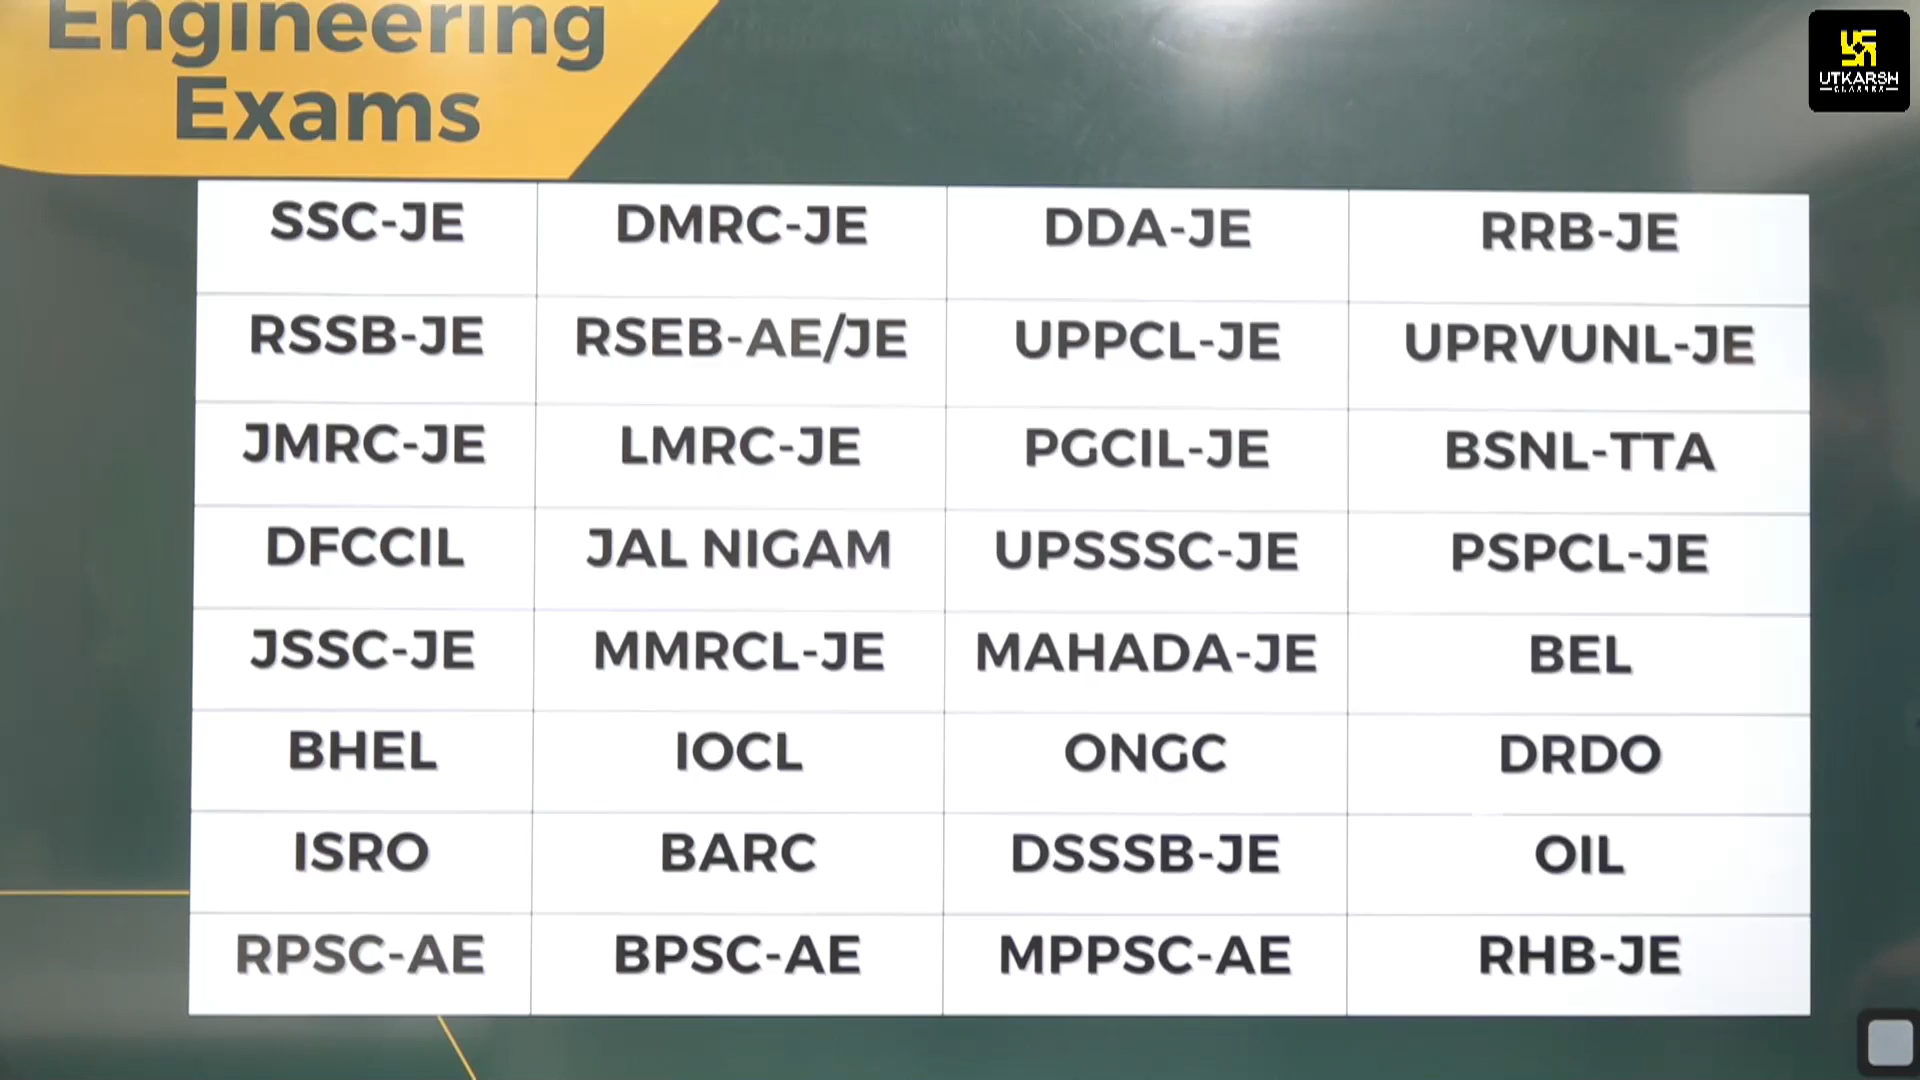 Engineering
Exams
UTKARSH
CLASSES
SSC-JE DMRC-JE DDA-JE RRB-JE
RSSB-JE RSEB-AE/JE UPPCL-JE UPRVUNL-JE
JMRC-JE LMRC-JE PGCIL-JE BSNL-TTA
DFCCIL JAL NIGAM UPSSSC-JE PSPCL-JE
JSSC-JE MMRCL-JE MAHADA-JE BEL
BHEL IOCL ONGC DRDO
ISRO BARC DSSSB-JE OIL
RPSC-AE BPSC-AE MPPSC-AE RHB-JE